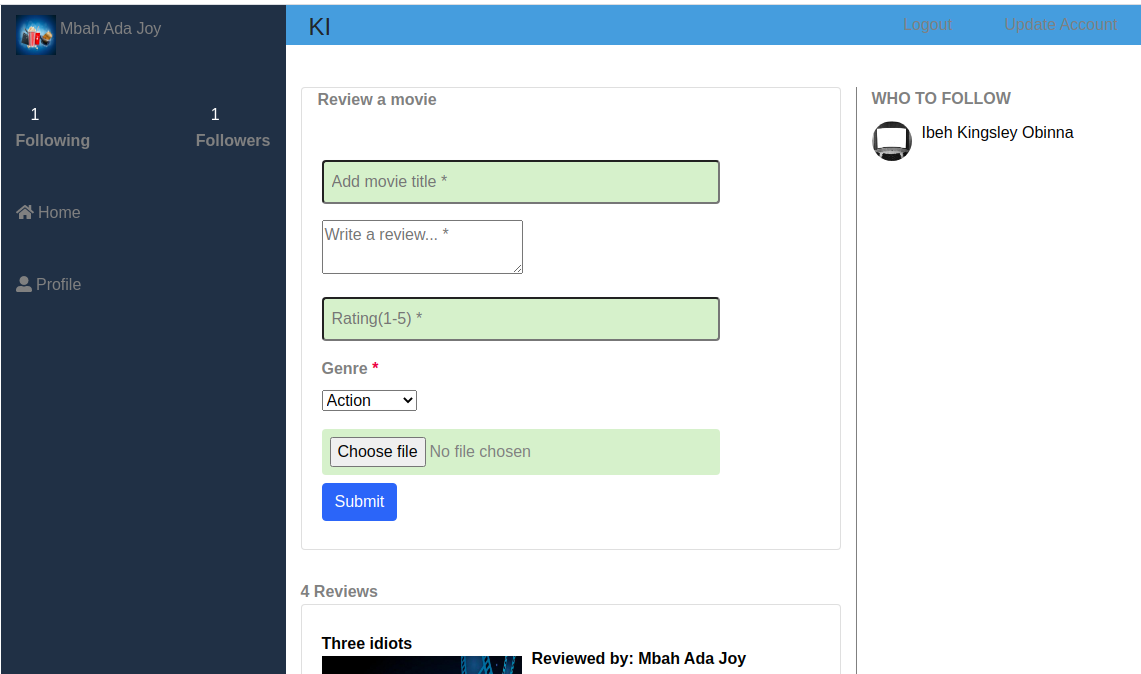 Mbah Ada Joy
1
1
Following
Followers
Home
Profile
KI
Logout
Update Account
Review a movie
Add movie title *
Write a review... *
Rating(1-5) *
Genre *
Action
Choose file No file chosen
Submit
4 Reviews
Three idiots
Reviewed by: Mbah Ada Joy
WHO TO FOLLOW
Ibeh Kingsley Obinna